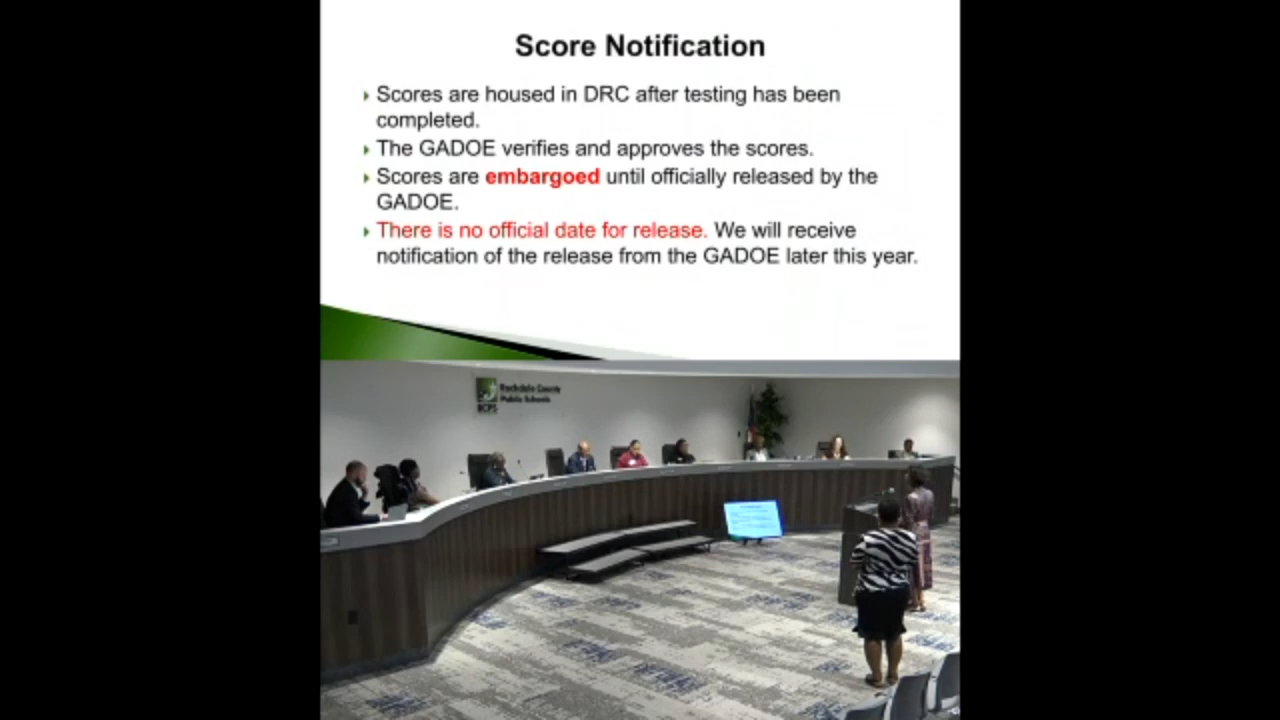 Score Notification
Scores are housed in DRC after testing has been
completed.
The GADOE verifies and approves the scores.
Scores are embargoed until officially released by the
GADOE.
There is no official date for release. We will receive
notification of the release from the GADOE later this year.
Rockdale County
Public Schools
RCPS